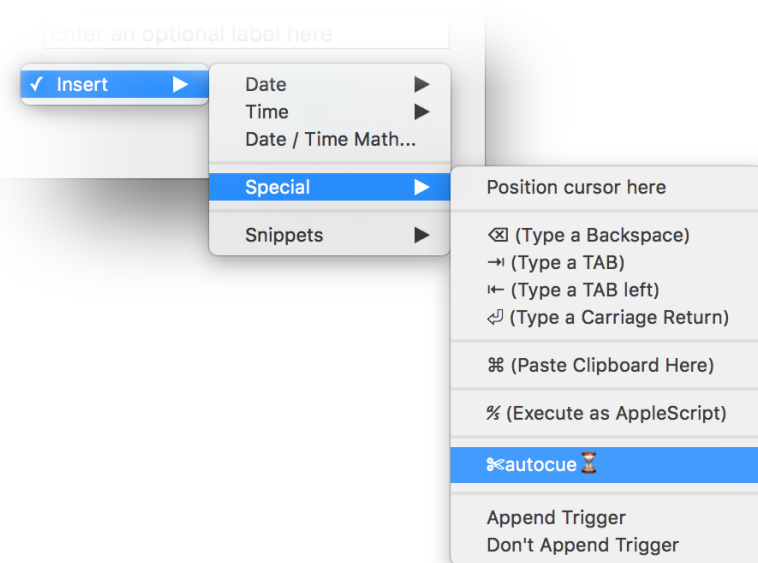 Enter an optional label here
✓ Insert ▶
Date ▶
Time ▶
Date / Time Math...
Special ▶
Snippets ▶
Position cursor here
⌫ (Type a Backspace)
⇥ (Type a TAB)
⇤ (Type a TAB left)
⏎ (Type a Carriage Return)
⌘ (Paste Clipboard Here)
% (Execute as AppleScript)
✄autocue⏳
Append Trigger
Don't Append Trigger